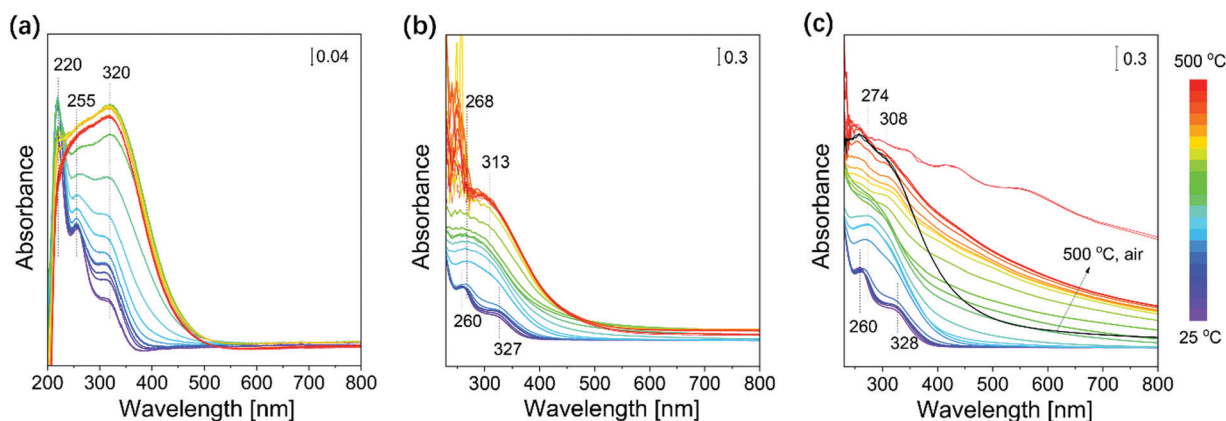 (a)
0.04
220
320
255
Absorbance
200 300 400 500 600 700 800
Wavelength [nm]
(b)
0.3
268
313
260
327
Absorbance
300 400 500 600 700 800
Wavelength [nm]
(c)
0.3
274
308
500 °C, air
260
328
Absorbance
300 400 500 600 700 800
Wavelength [nm]
500 °C
25 °C